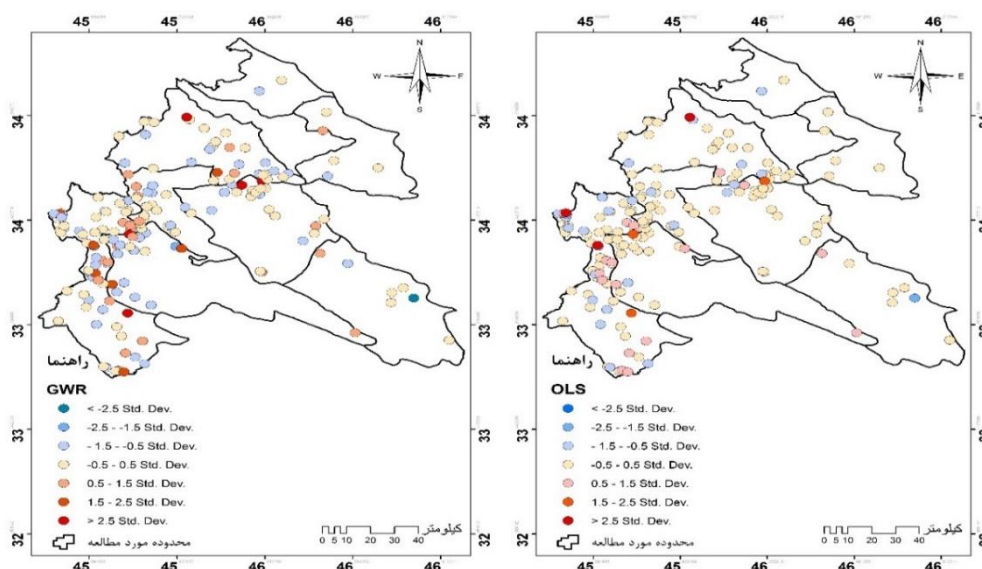 45 45 46 46 46
45 45 46 46 46
N
W F
S
N
W E
S
34
34
34
34
34
34
33
33
33
33
33
32
32
راهنما
GWR
< -2.5 Std. Dev.
-2.5 - -1.5 Std. Dev.
- 1.5 - -0.5 Std. Dev.
-0.5 - 0.5 Std. Dev.
0.5 - 1.5 Std. Dev.
1.5 - 2.5 Std. Dev.
> 2.5 Std. Dev.
محدوده مورد مطالعه
کیلومتر
0 5 10 20 30 40
راهنما
OLS
< -2.5 Std. Dev.
-2.5 - -1.5 Std. Dev.
- 1.5 - -0.5 Std. Dev.
-0.5 - 0.5 Std. Dev.
0.5 - 1.5 Std. Dev.
1.5 - 2.5 Std. Dev.
> 2.5 Std. Dev.
محدوده مورد مطالعه
کیلومتر
0 5 10 20 30 40
45 45 46 46 46
45 45 46 46 46